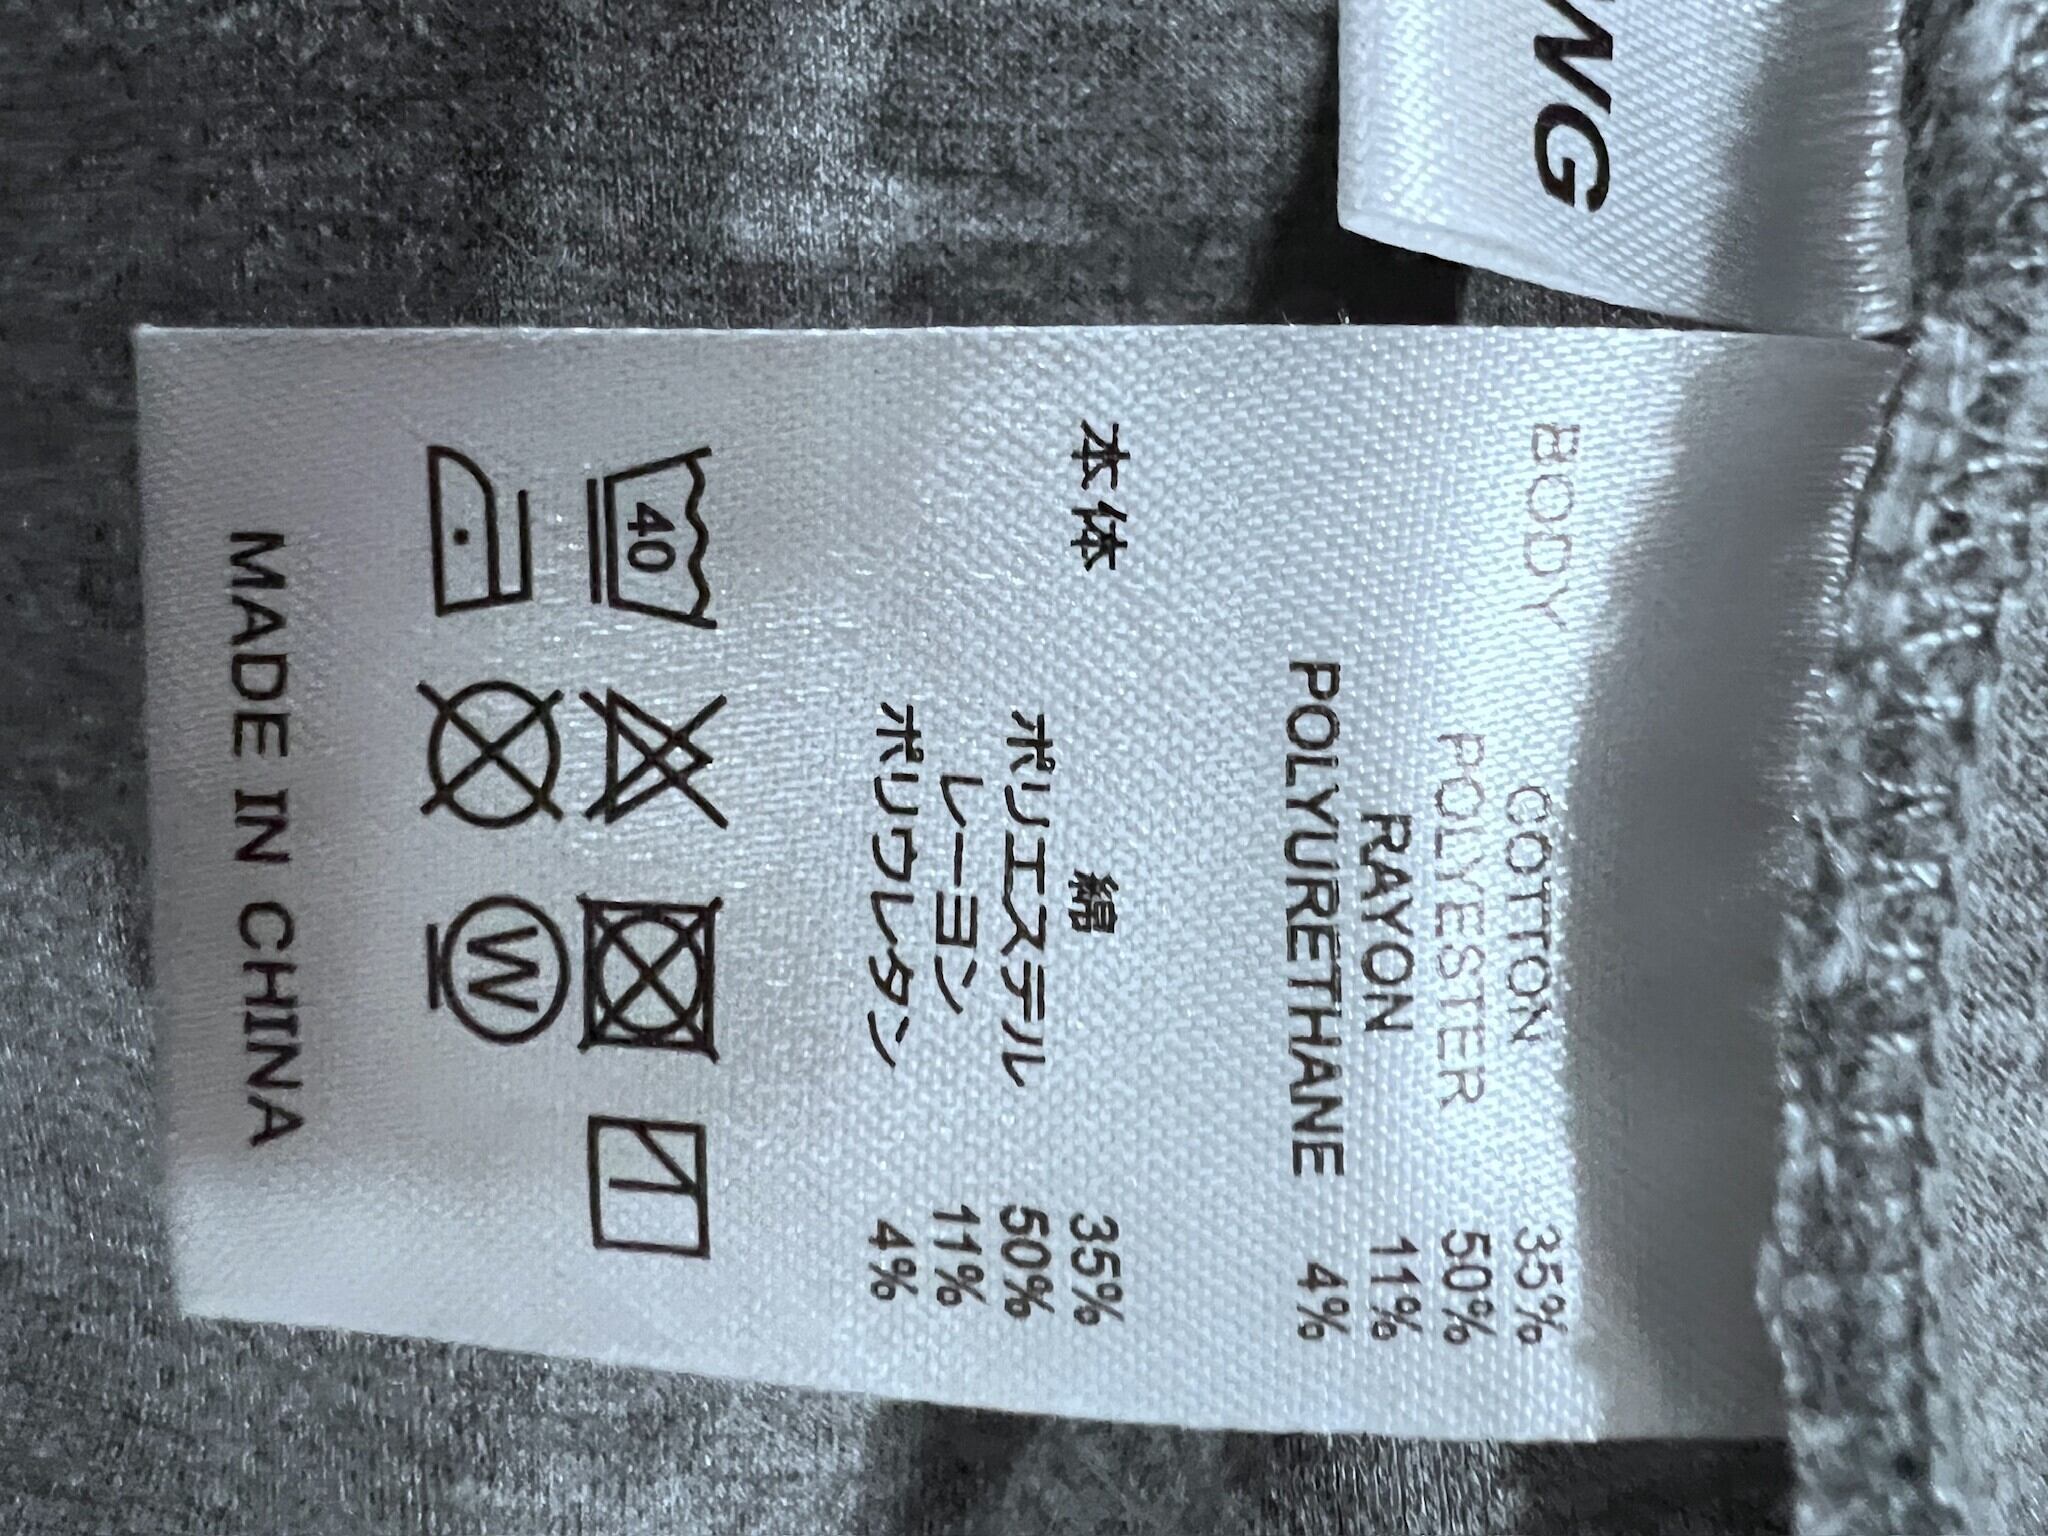 WG
BODY
COTTON 35%
POLYESTER 50%
RAYON 11%
POLYURETHANE 4%
本体
綿 35%
ポリエステル 50%
レーヨン 11%
ポリウレタン 4%
40
W
MADE IN CHINA